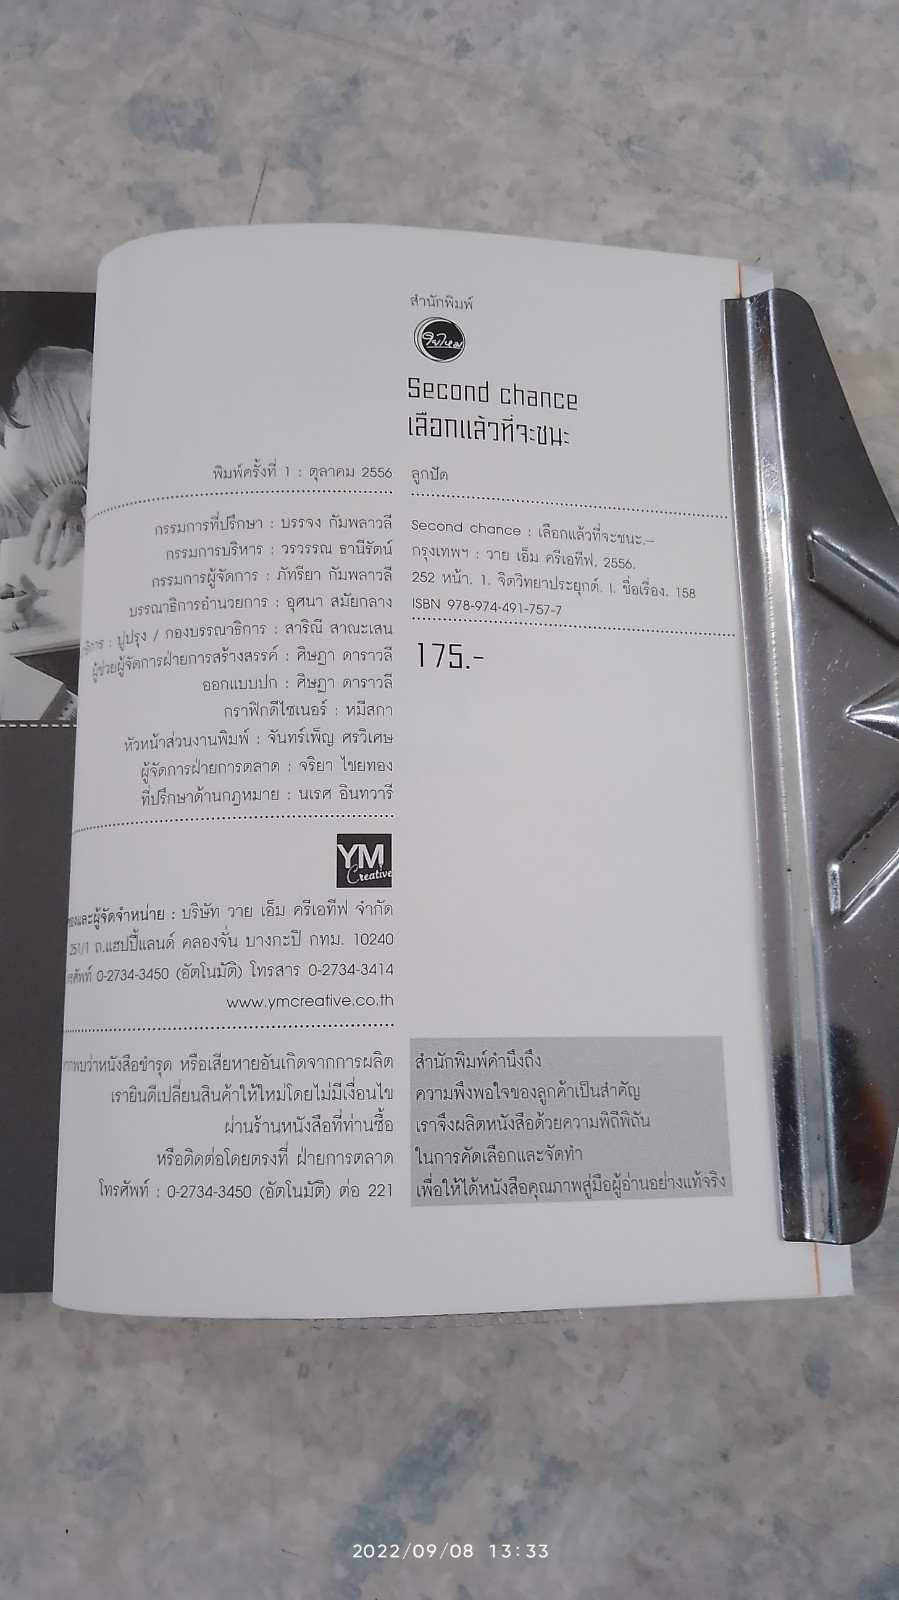 สำนักพิมพ์
ใยไหม
Second chance
เลือกแล้วที่จะชนะ
ลูกปัด
Second chance : เลือกแล้วที่จะชนะ.–
กรุงเทพฯ : วาย เอ็ม ครีเอทีฟ, 2556.
252 หน้า. 1. จิตวิทยาประยุกต์. I. ชื่อเรื่อง. 158
ISBN 978-974-491-757-7
175.-
พิมพ์ครั้งที่ 1 : ตุลาคม 2556
กรรมการที่ปรึกษา : บรรจง กัมพลาวลี
กรรมการบริหาร : วรวรรณ ธานีรัตน์
กรรมการผู้จัดการ : ภัทรียา กัมพลาวลี
บรรณาธิการอำนวยการ : อุศนา สมัยกลาง
ธิการ : ปูปรุง / กองบรรณาธิการ : สาริณี สาณะเสน
ผู้ช่วยผู้จัดการฝ่ายการสร้างสรรค์ : ศิษฎา ดาราวลี
ออกแบบปก : ศิษฎา ดาราวลี
กราฟิกดีไซเนอร์ : หมีสกา
หัวหน้าส่วนงานพิมพ์ : จันทร์เพ็ญ ศรวิเศษ
ผู้จัดการฝ่ายการตลาด : จริยา ไชยทอง
ที่ปรึกษาด้านกฎหมาย : นเรศ อินทวารี
YM
Creative
และผู้จัดจำหน่าย : บริษัท วาย เอ็ม ครีเอทีฟ จำกัด
251/1 ถ.แฮปปี้แลนด์ คลองจั่น บางกะปิ กทม. 10240
รศัพท์ 0-2734-3450 (อัตโนมัติ) โทรสาร 0-2734-3414
www.ymcreative.co.th
กพบว่าหนังสือชำรุด หรือเสียหายอันเกิดจากการผลิต
เรายินดีเปลี่ยนสินค้าให้ใหม่โดยไม่มีเงื่อนไข
ผ่านร้านหนังสือที่ท่านซื้อ
หรือติดต่อโดยตรงที่ ฝ่ายการตลาด
โทรศัพท์ : 0-2734-3450 (อัตโนมัติ) ต่อ 221
สำนักพิมพ์คำนึงถึง
ความพึงพอใจของลูกค้าเป็นสำคัญ
เราจึงผลิตหนังสือด้วยความพิถีพิถัน
ในการคัดเลือกและจัดทำ
เพื่อให้ได้หนังสือคุณภาพสู่มือผู้อ่านอย่างแท้จริง
2022/09/08 13:33